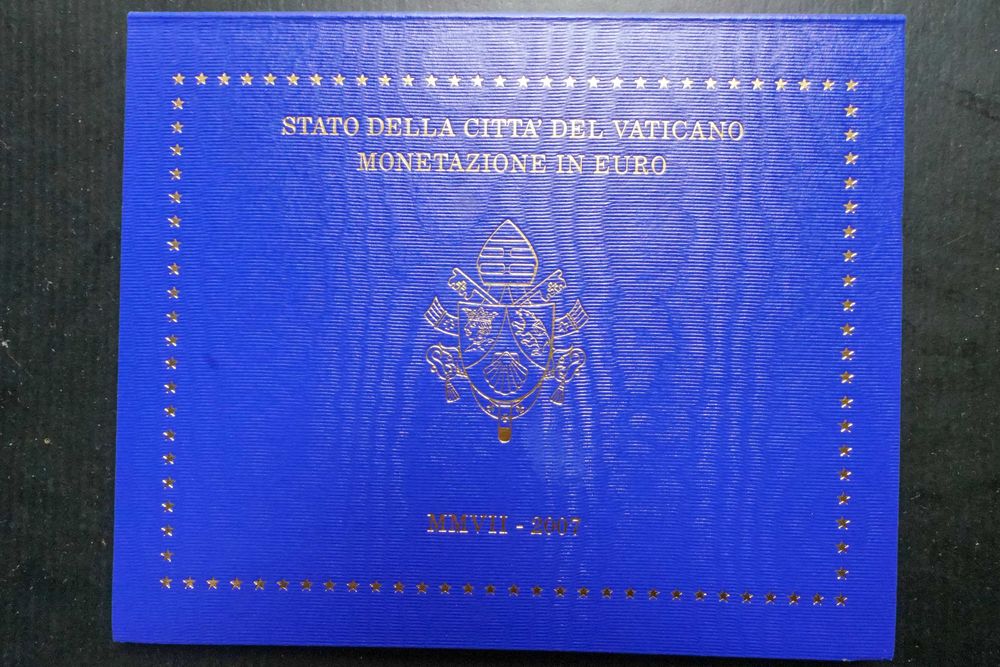 STATO DELLA CITTA' DEL VATICANO
MONETAZIONE IN EURO
MMVII - 2007